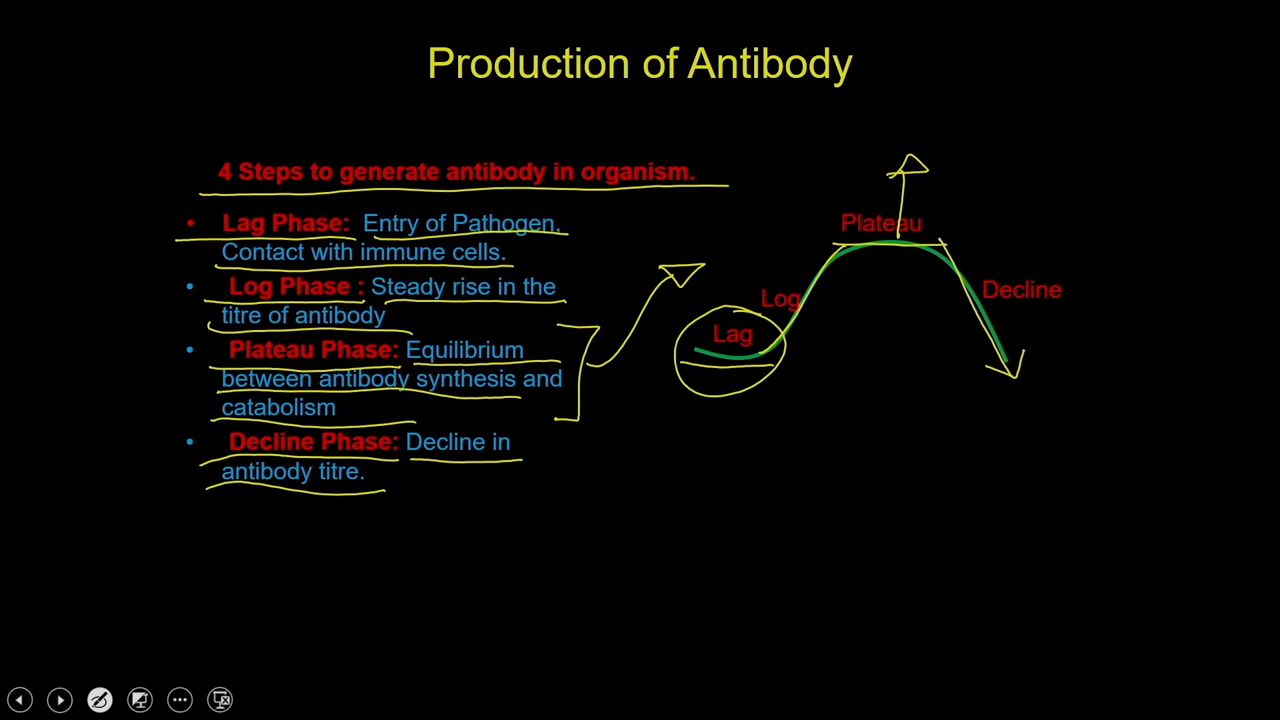 Production of Antibody
4 Steps to generate antibody in organism.
• Lag Phase: Entry of Pathogen,
Contact with immune cells.
• Log Phase : Steady rise in the
titre of antibody
• Plateau Phase: Equilibrium
between antibody synthesis and
catabolism
• Decline Phase: Decline in
antibody titre.
Plateau
Log
Decline
Lag